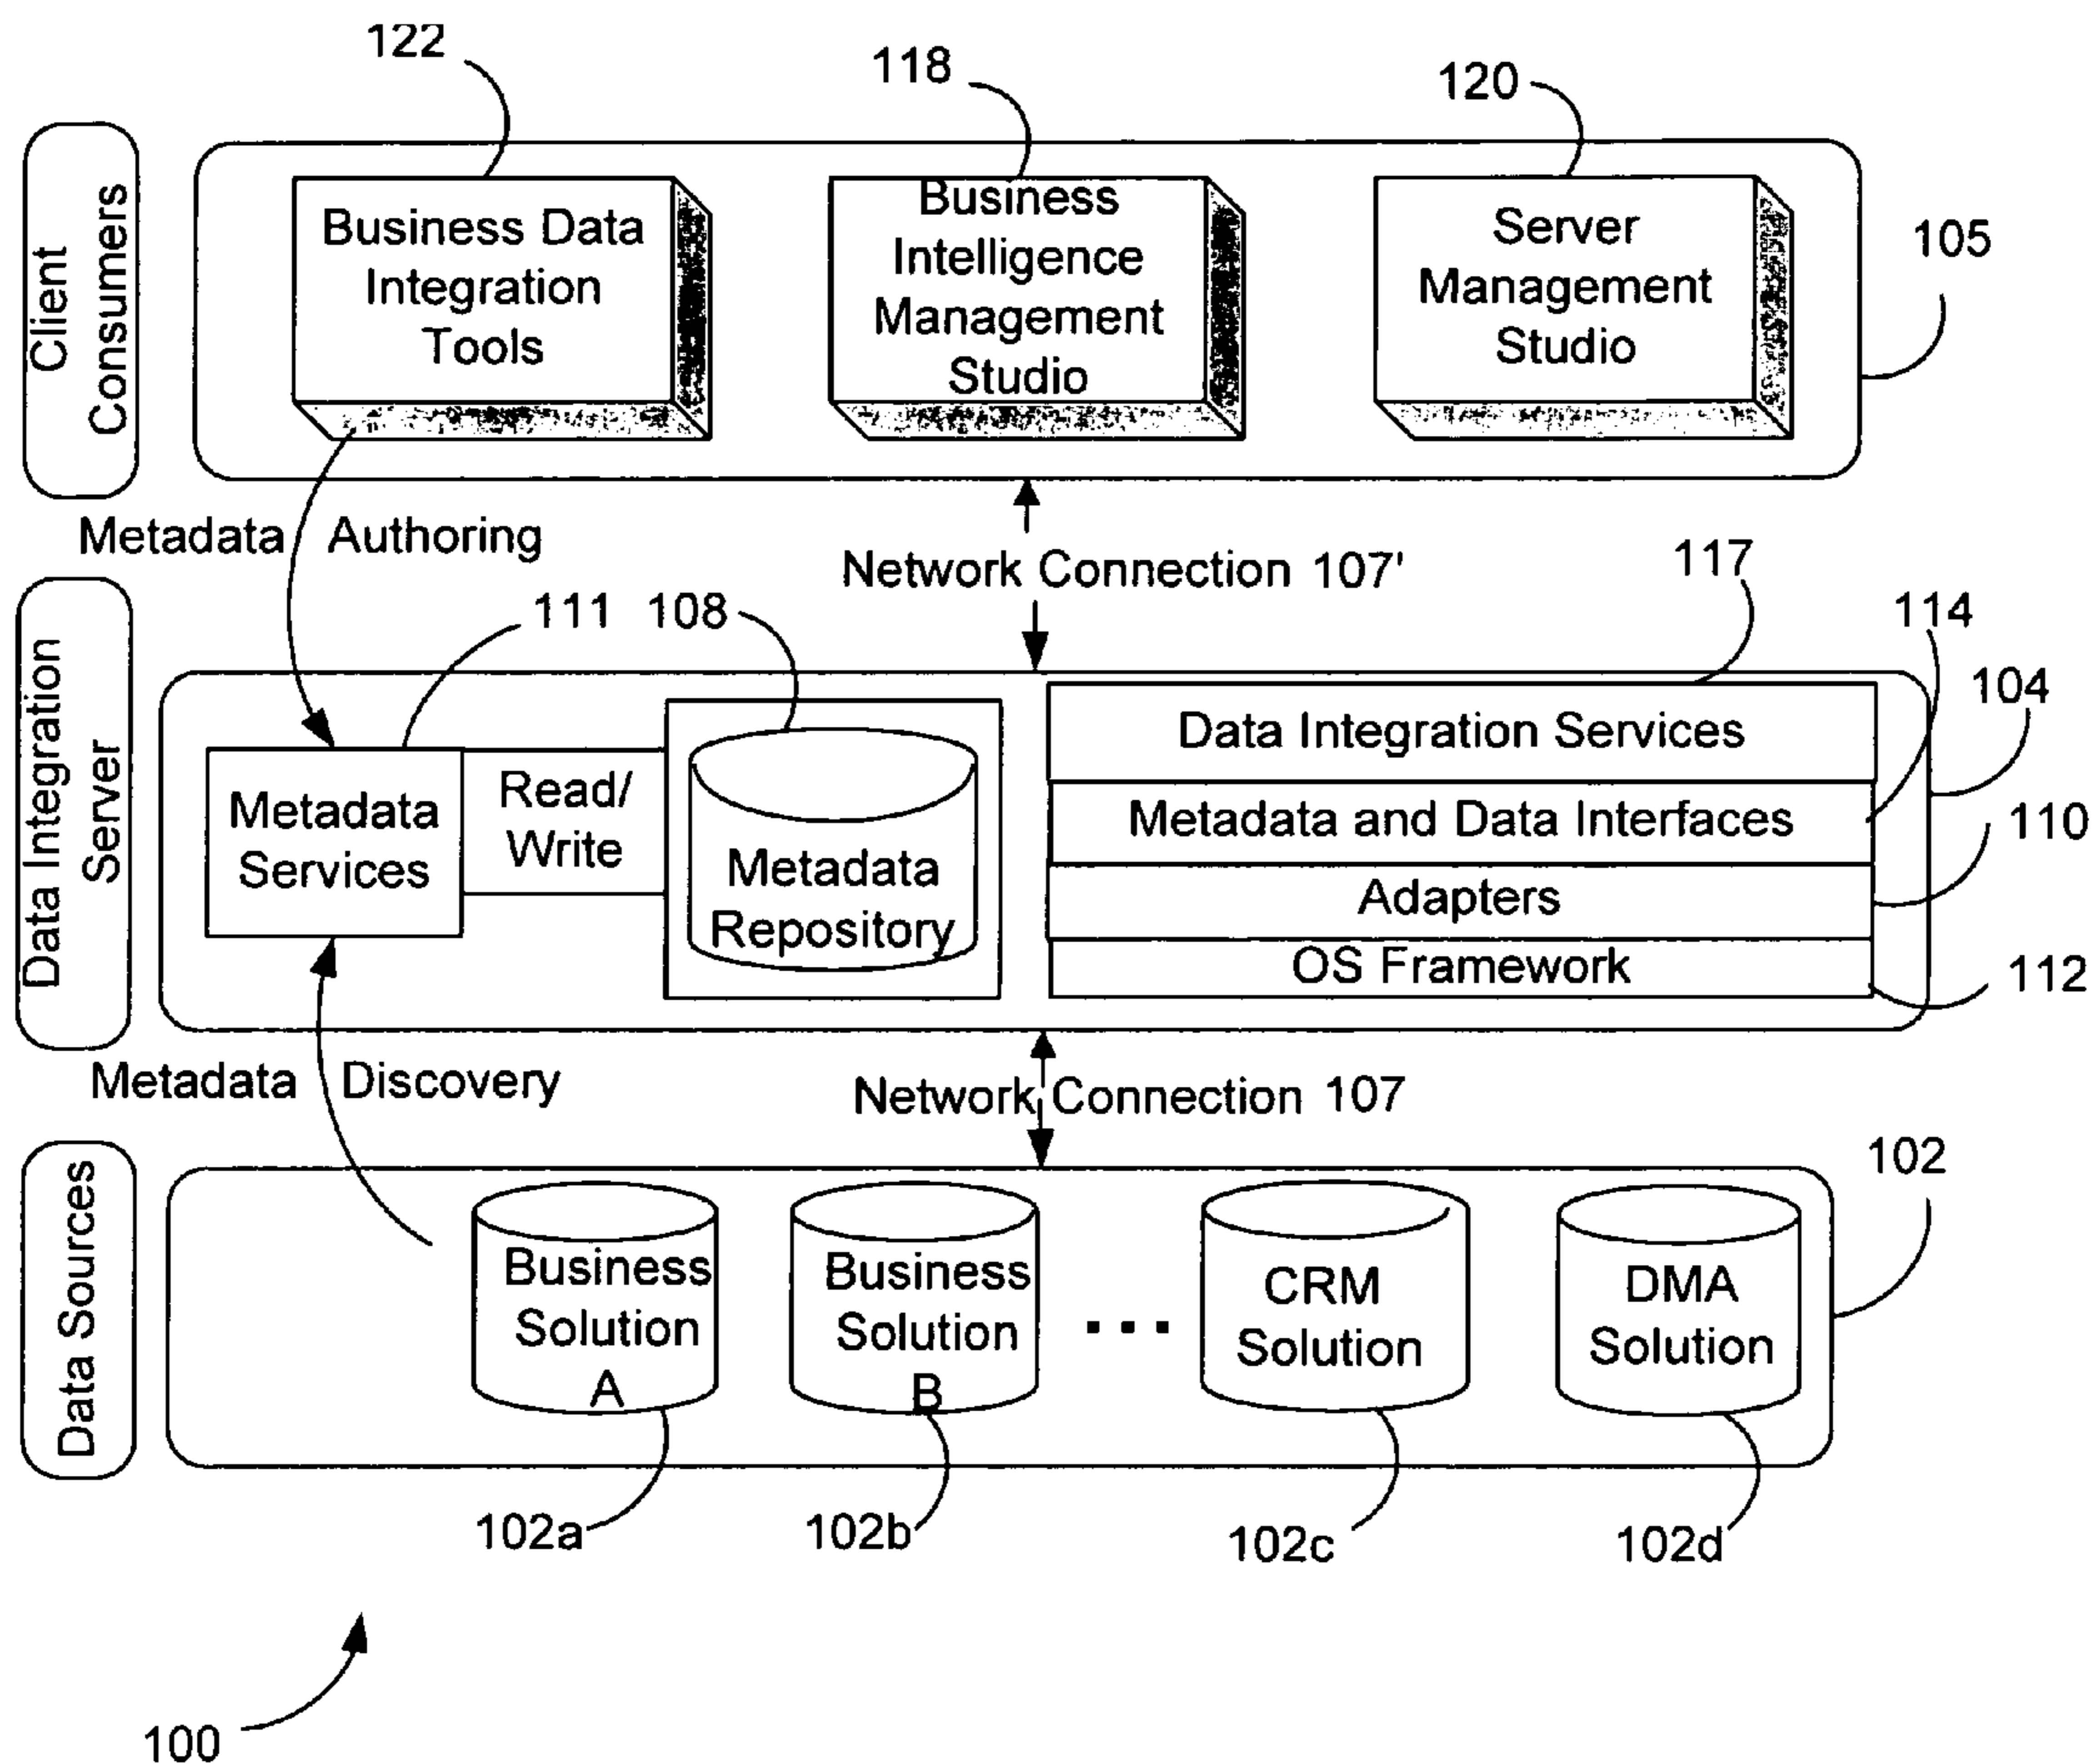 122
118
120
Client
Consumers
Business Data
Integration
Tools
Business
Intelligence
Management
Studio
Server
Management
Studio
105
Metadata Authoring
Network Connection 107'
117
111 108
114
104
110
112
Data Integration
Server
Metadata
Services
Read/
Write
Metadata
Repository
Data Integration Services
Metadata and Data Interfaces
Adapters
OS Framework
Metadata Discovery
Network Connection 107
102
Data Sources
Business
Solution
A
Business
Solution
B
...
CRM
Solution
DMA
Solution
102a
102b
102c
102d
100